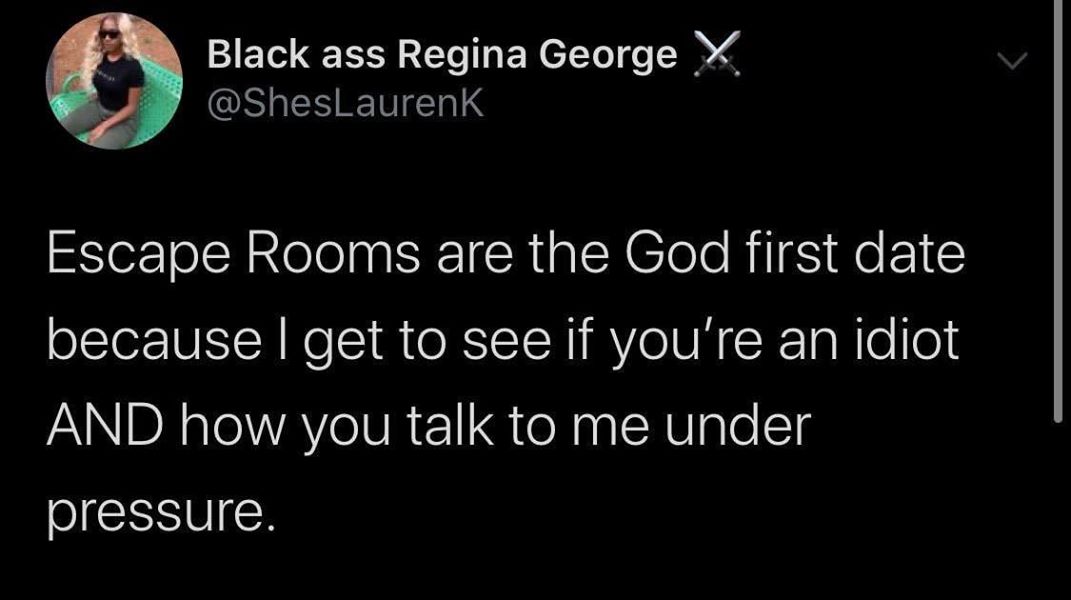 Black ass Regina George ⚔️
@ShesLaurenK
Escape Rooms are the God first date
because I get to see if you’re an idiot
AND how you talk to me under
pressure.